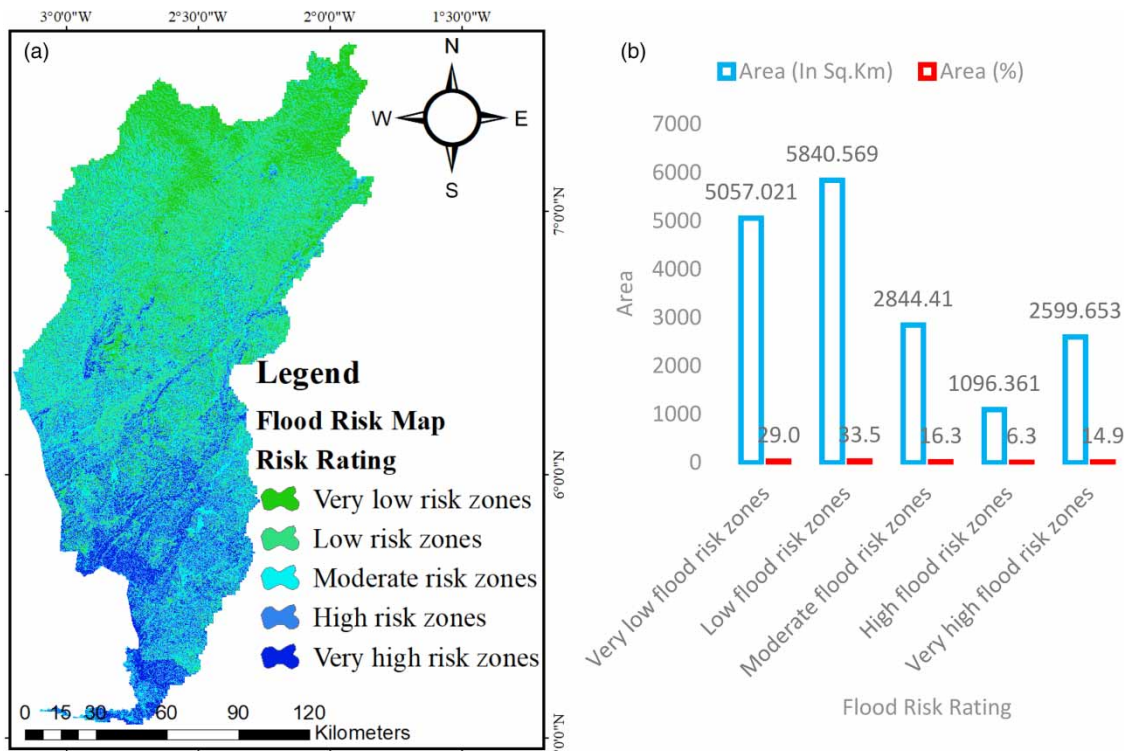 3°0'0"W 2°30'0"W 2°0'0"W 1°30'0"W
(a)
N
W E
S
7°0'0"N
6°0'0"N
5°0'0"N
Legend
Flood Risk Map
Risk Rating
Very low risk zones
Low risk zones
Moderate risk zones
High risk zones
Very high risk zones
0 15 30 60 90 120
Kilometers
(b)
Area (In Sq.Km) Area (%)
Area
7000
6000
5000
4000
3000
2000
1000
0
5057.021
29.0
5840.569
33.5
2844.41
16.3
1096.361
6.3
2599.653
14.9
Very low flood risk zones
Low flood risk zones
Moderate flood risk zones
High flood risk zones
Very high flood risk zones
Flood Risk Rating